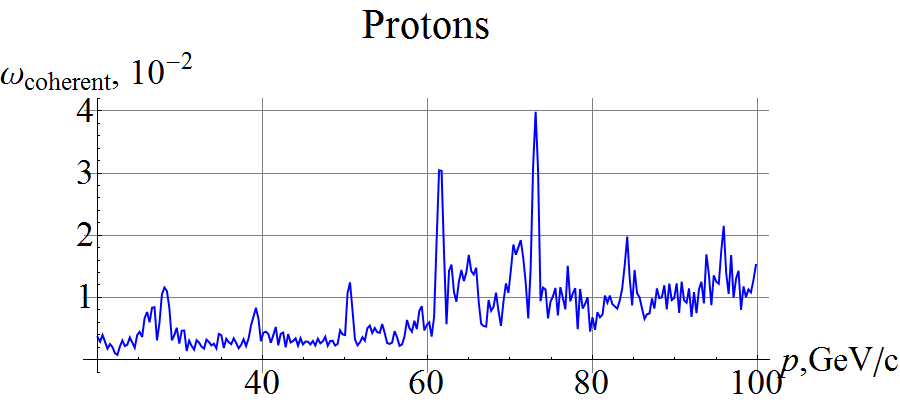 Protons
ω_coherent, 10⁻²
4
3
2
1
40 60 80 100 p,GeV/c